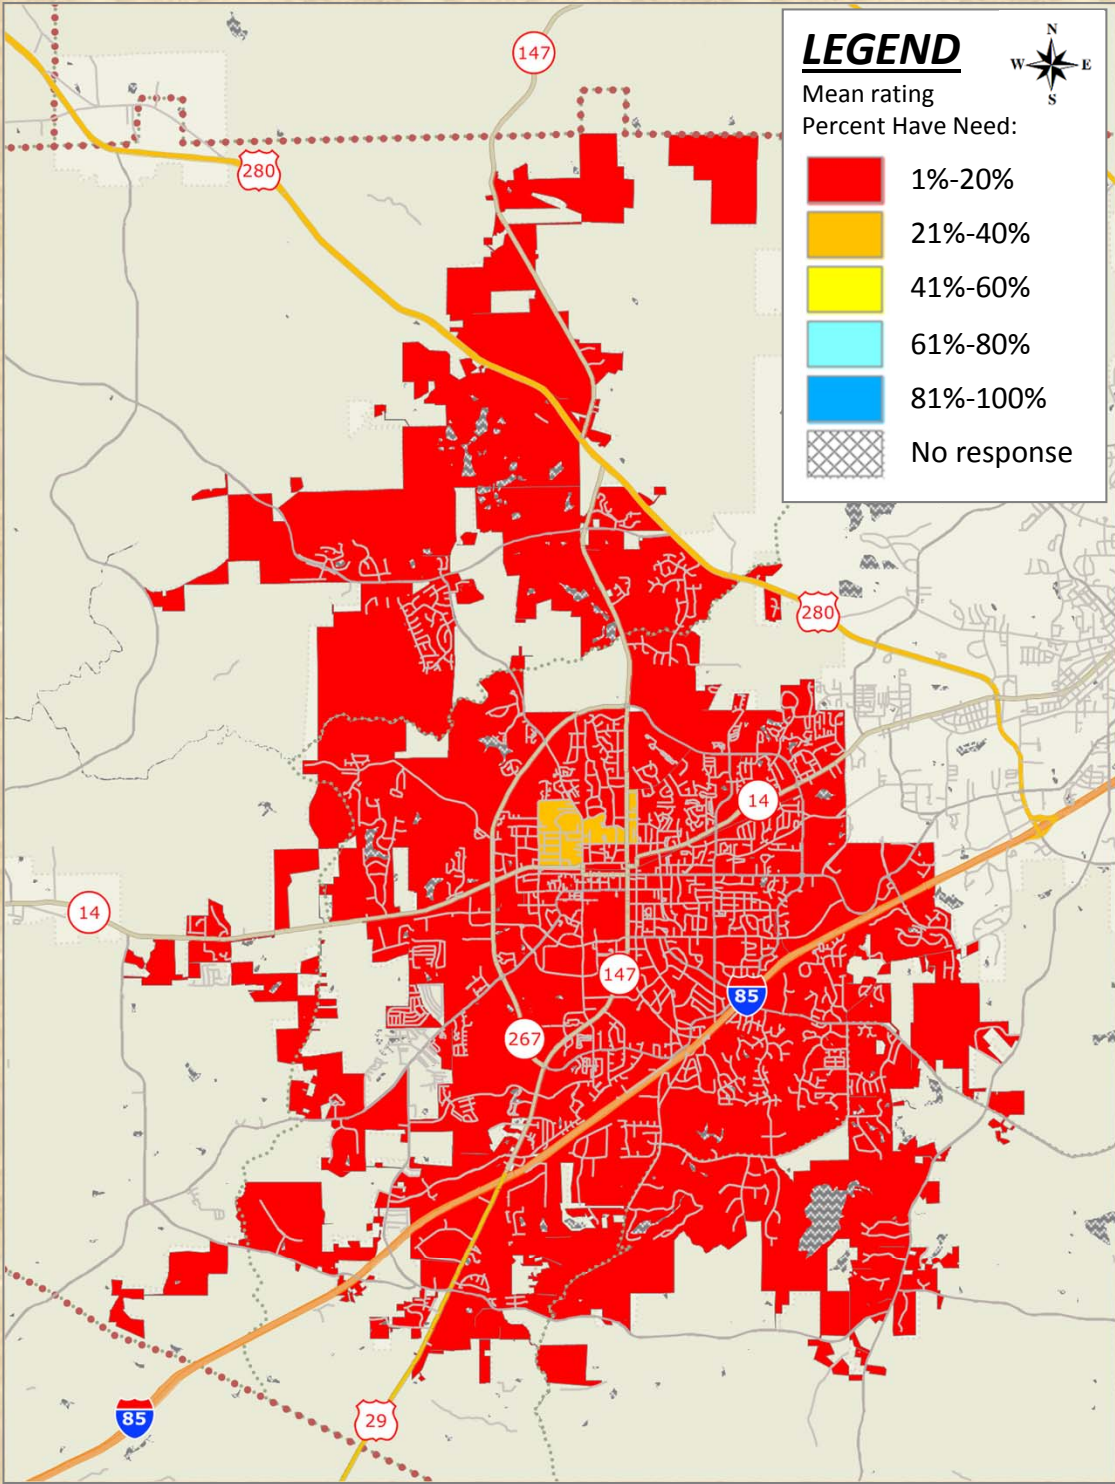 LEGEND
N
W E
S
Mean rating
Percent Have Need:
1%-20%
21%-40%
41%-60%
61%-80%
81%-100%
No response
147
280
280
14
14
147
85
267
85
29